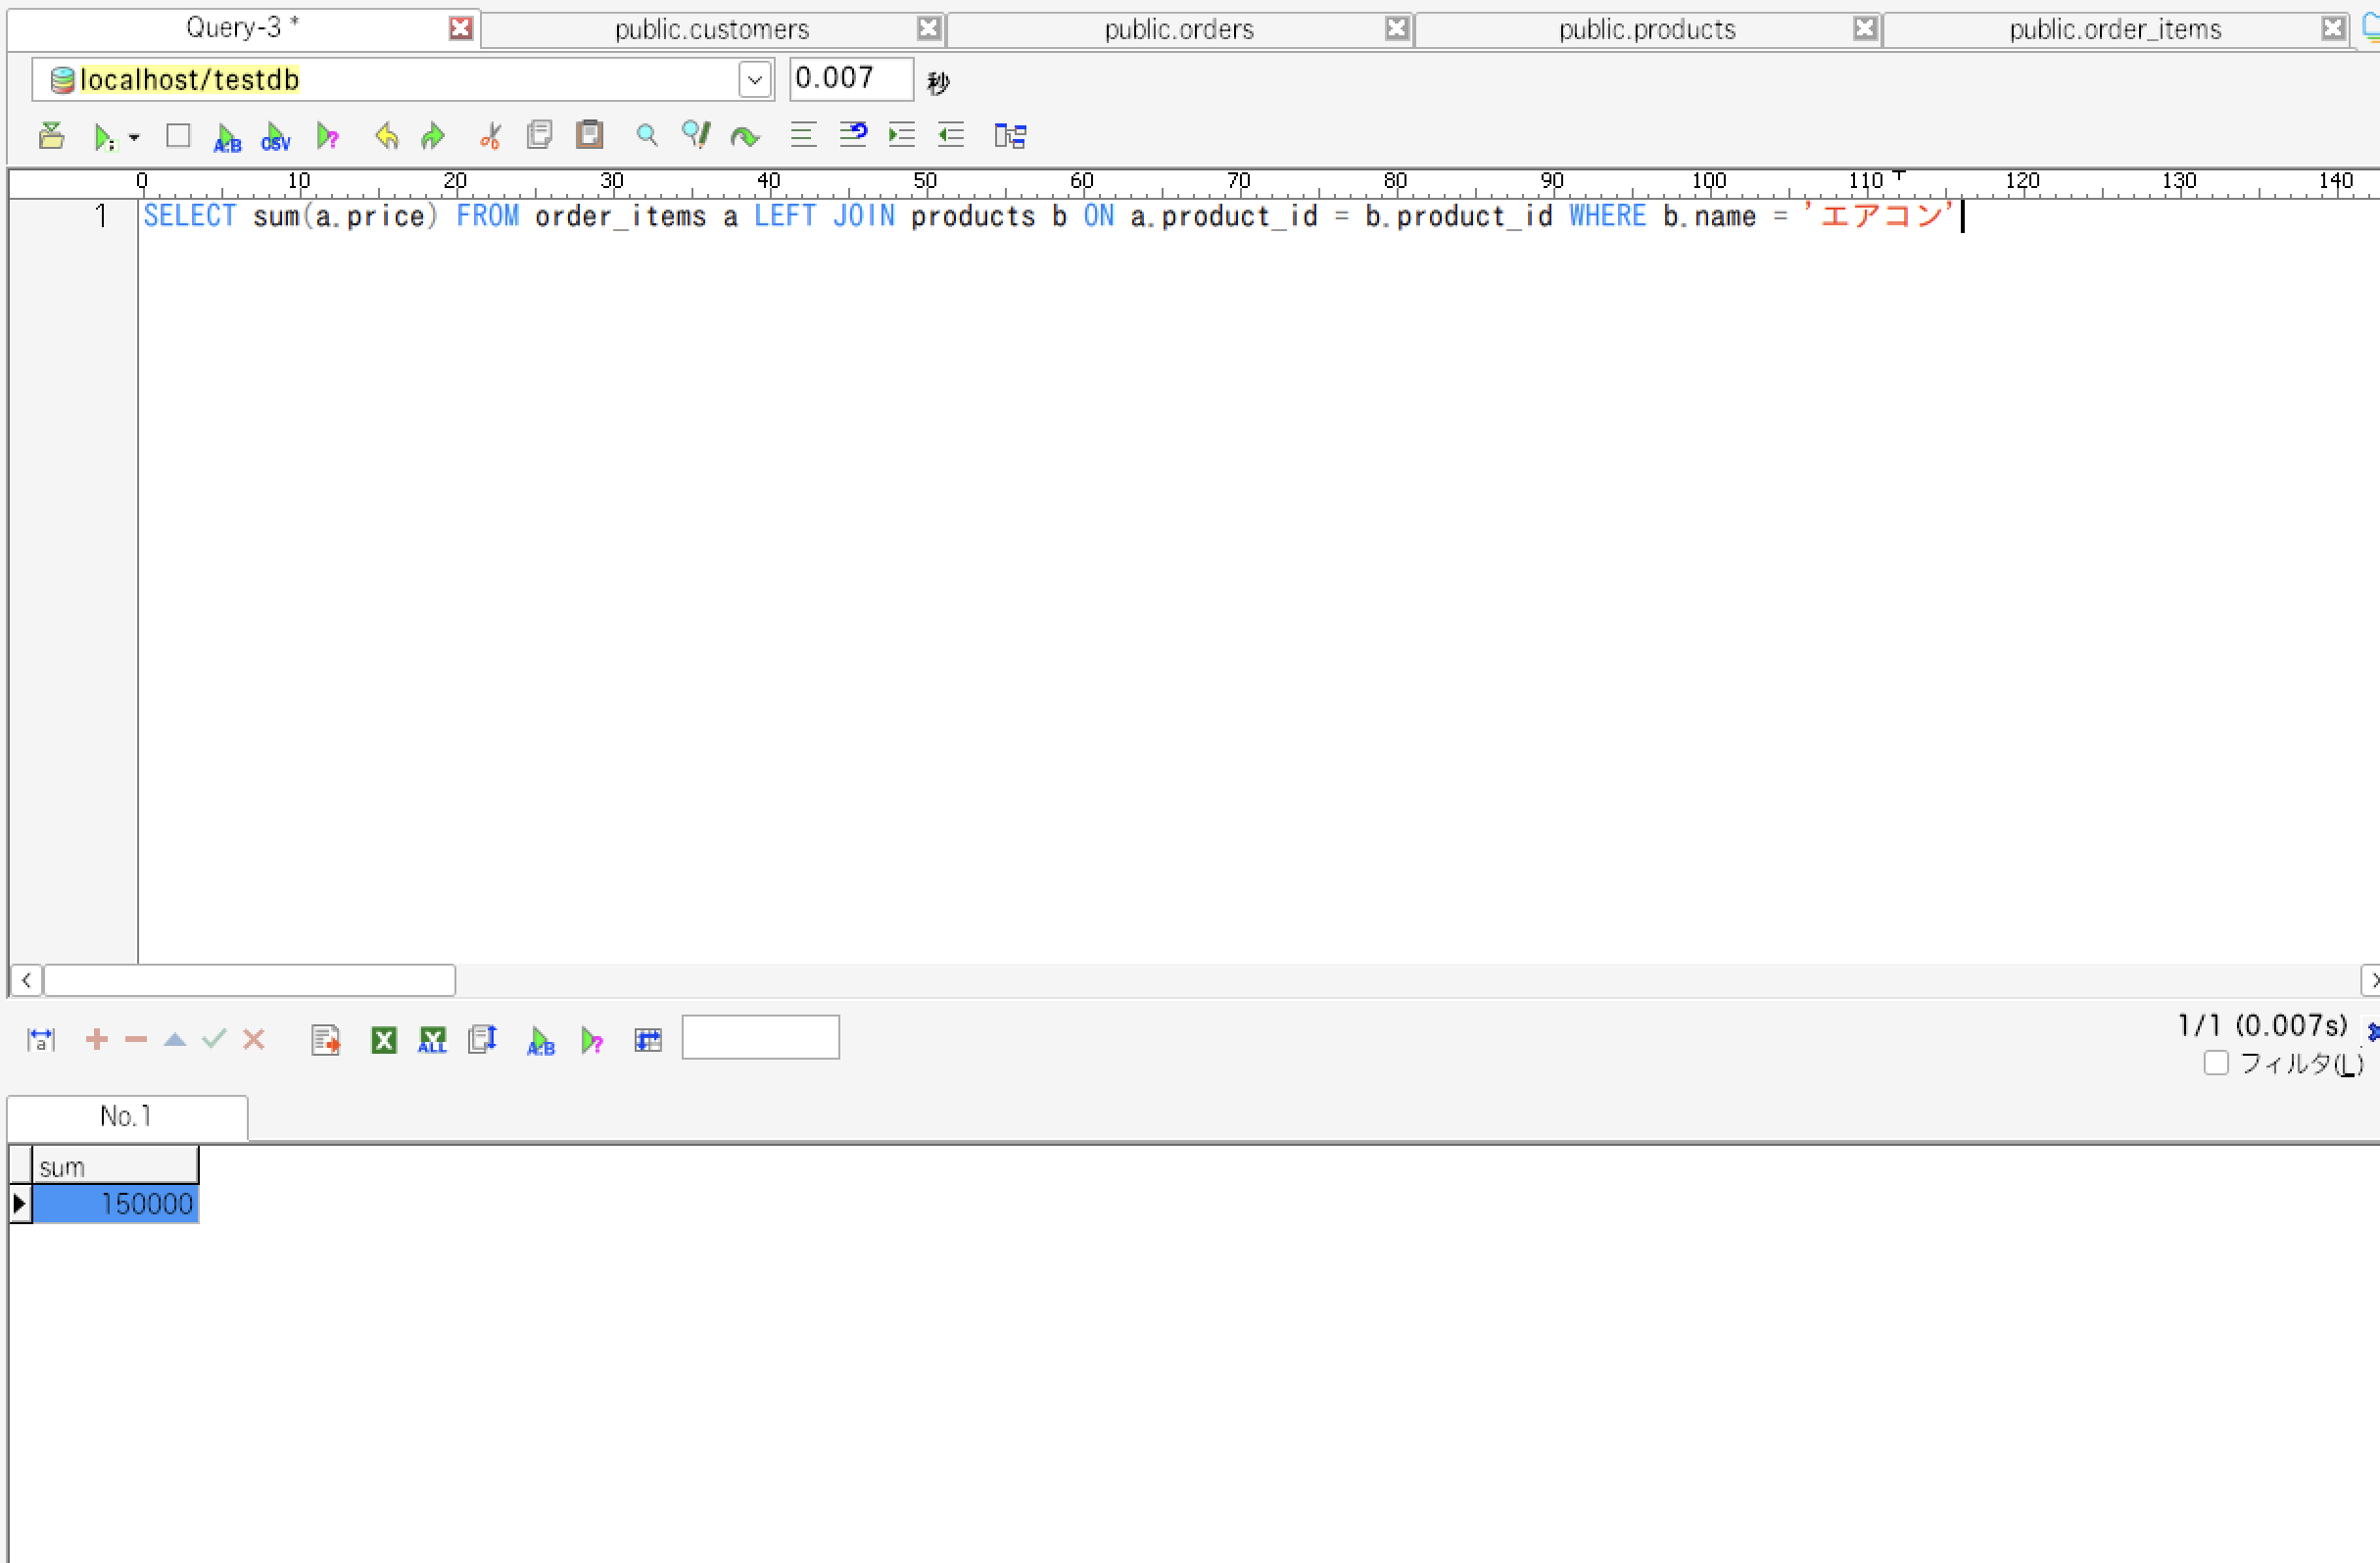 Query-3 * public.customers public.orders public.products public.order_items
localhost/testdb 0.007 秒
A:B CSV
0 10 20 30 40 50 60 70 80 90 100 110 120 130 140
1 SELECT sum(a.price) FROM order_items a LEFT JOIN products b ON a.product_id = b.product_id WHERE b.name = 'エアコン'
a X ALL A:B 1/1 (0.007s)
フィルタ(L)
No.1
sum
150000